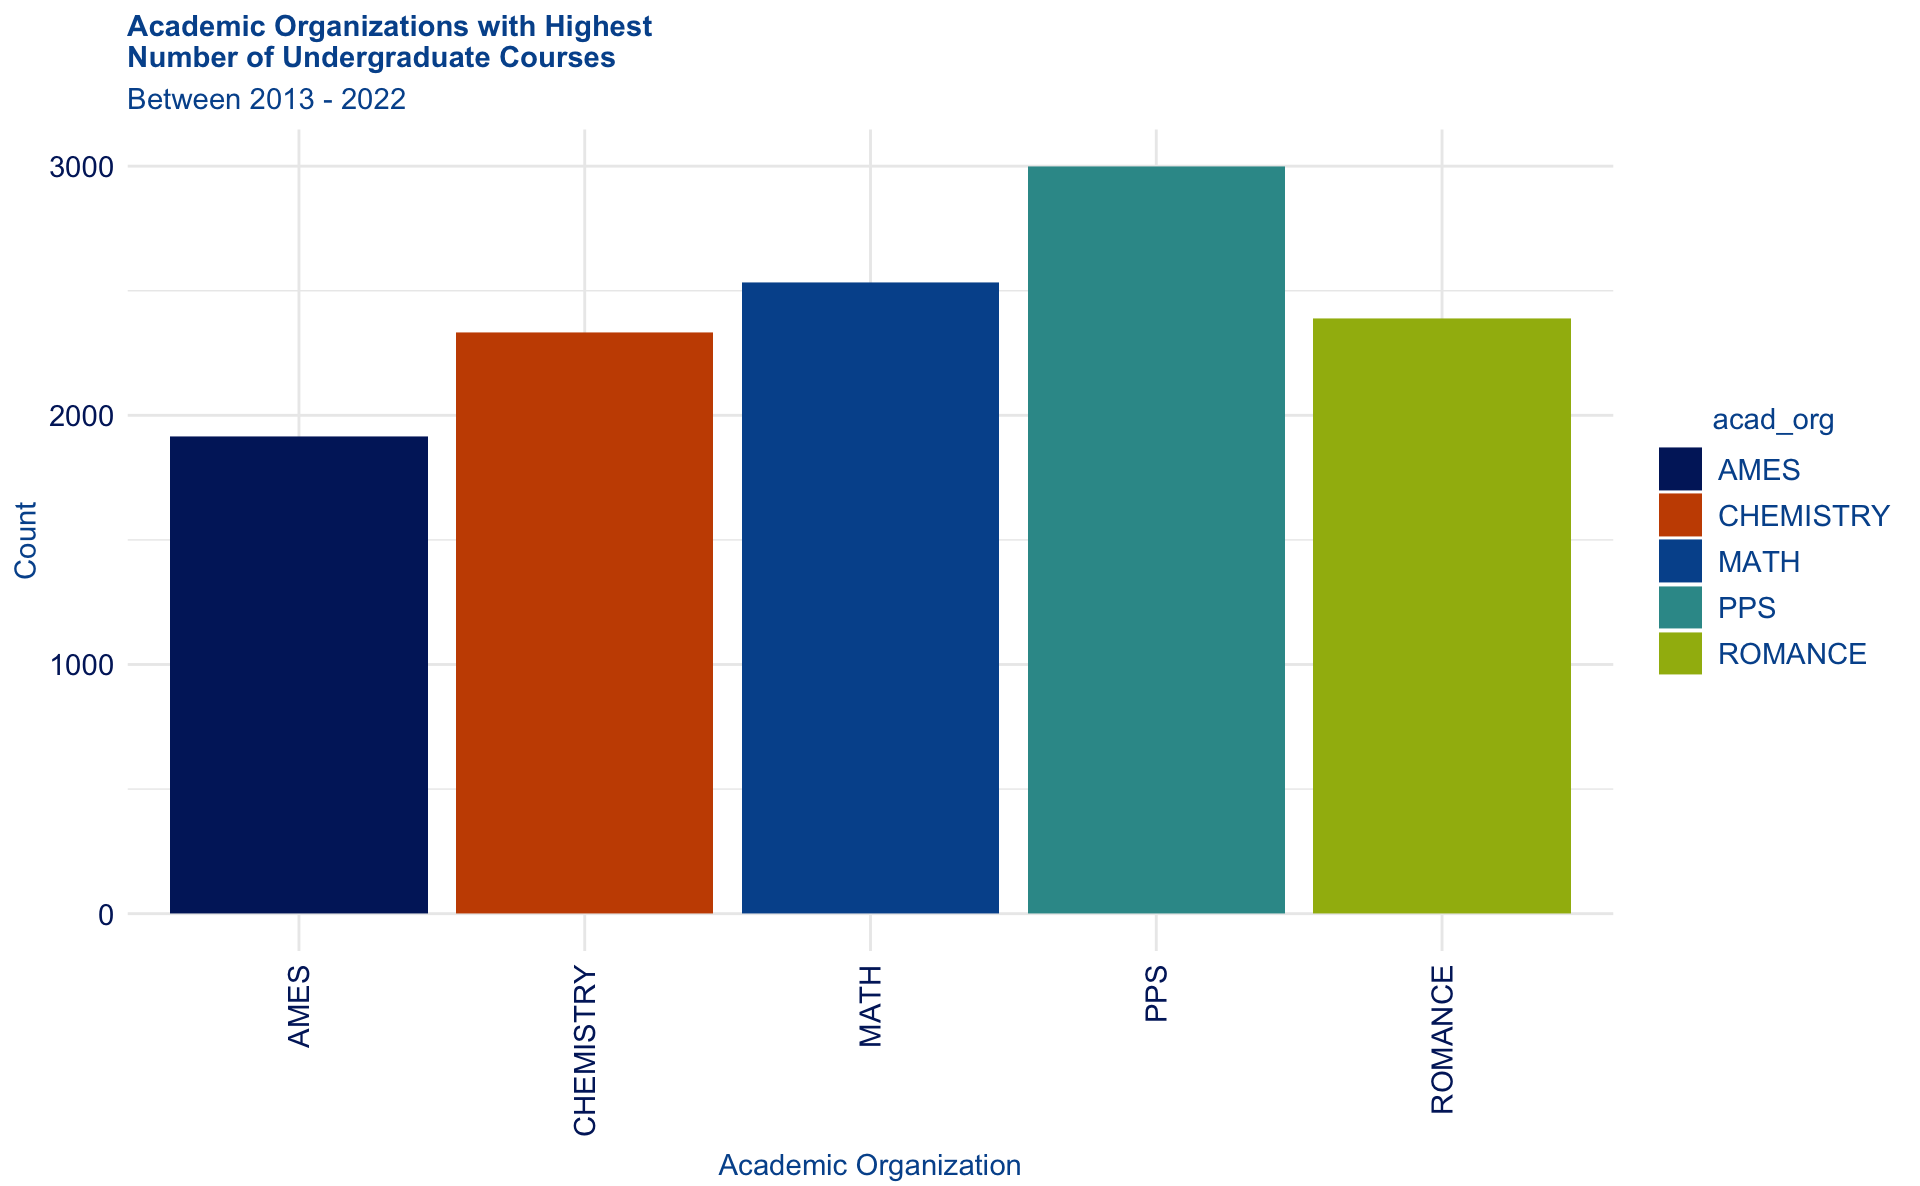 Academic Organizations with Highest
Number of Undergraduate Courses
Between 2013 - 2022
3000
2000
1000
0
Count
AMES
CHEMISTRY
MATH
PPS
ROMANCE
Academic Organization
acad_org
AMES
CHEMISTRY
MATH
PPS
ROMANCE